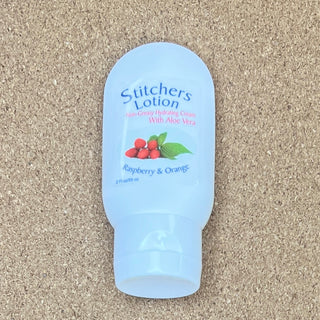 Stitchers
Lotion
Non-Greasy Hydrating Cream
With Aloe Vera
Raspberry & Orange